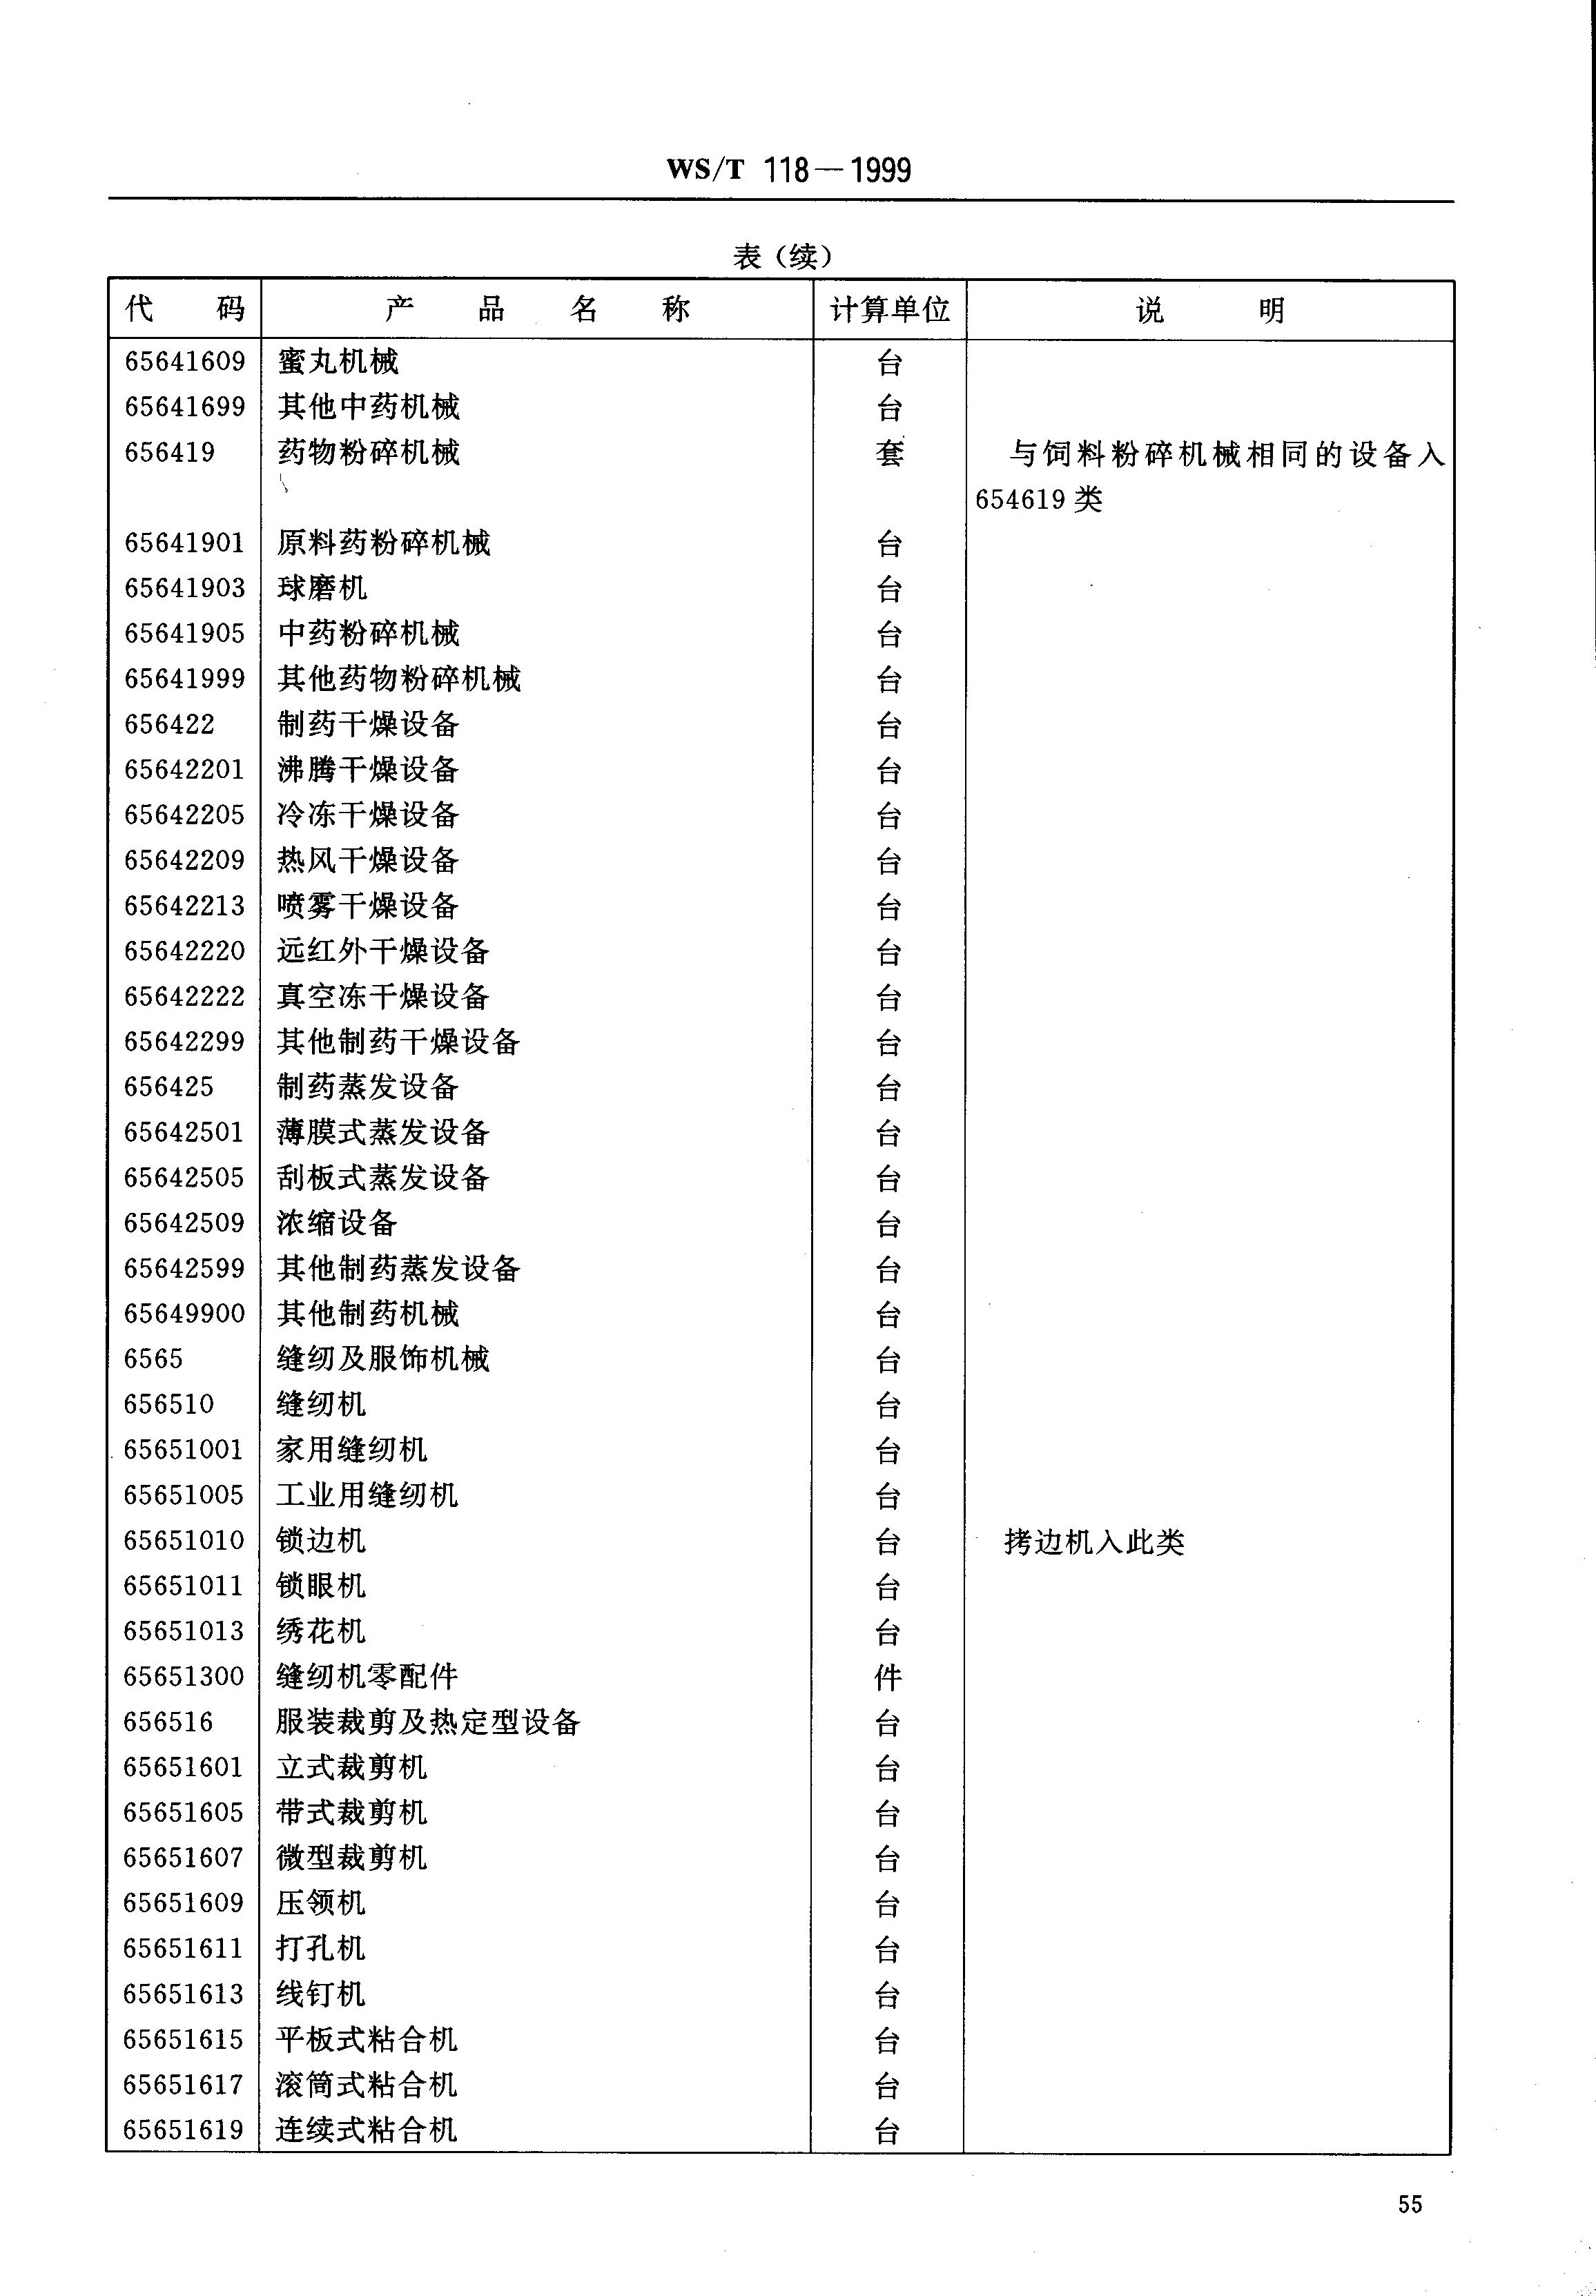 WS/T 118—1999
表（续）
代 码 产 品 名 称 计算单位 说 明
65641609 蜜丸机械 台
65641699 其他中药机械 台
656419 药物粉碎机械 套 与饲料粉碎机械相同的设备入
654619 类
65641901 原料药粉碎机械 台
65641903 球磨机 台
65641905 中药粉碎机械 台
65641999 其他药物粉碎机械 台
656422 制药干燥设备 台
65642201 沸腾干燥设备 台
65642205 冷冻干燥设备 台
65642209 热风干燥设备 台
65642213 喷雾干燥设备 台
65642220 远红外干燥设备 台
65642222 真空冻干燥设备 台
65642299 其他制药干燥设备 台
656425 制药蒸发设备 台
65642501 薄膜式蒸发设备 台
65642505 刮板式蒸发设备 台
65642509 浓缩设备 台
65642599 其他制药蒸发设备 台
65649900 其他制药机械 台
6565 缝纫及服饰机械 台
656510 缝纫机 台
65651001 家用缝纫机 台
65651005 工业用缝纫机 台
65651010 锁边机 台 拷边机入此类
65651011 锁眼机 台
65651013 绣花机 台
65651300 缝纫机零配件 件
656516 服装裁剪及热定型设备 台
65651601 立式裁剪机 台
65651605 带式裁剪机 台
65651607 微型裁剪机 台
65651609 压领机 台
65651611 打孔机 台
65651613 线钉机 台
65651615 平板式粘合机 台
65651617 滚筒式粘合机 台
65651619 连续式粘合机 台
55